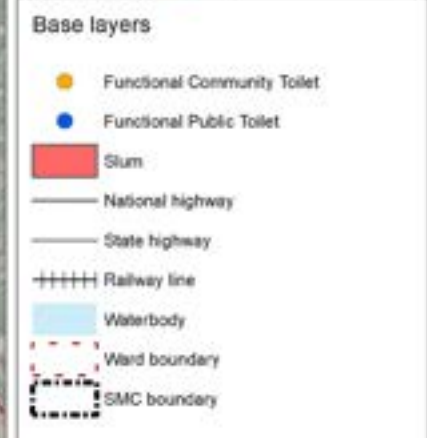 Base layers
Functional Community Toilet
Functional Public Toilet
Slum
National highway
State highway
Railway line
Waterbody
Ward boundary
SMC boundary